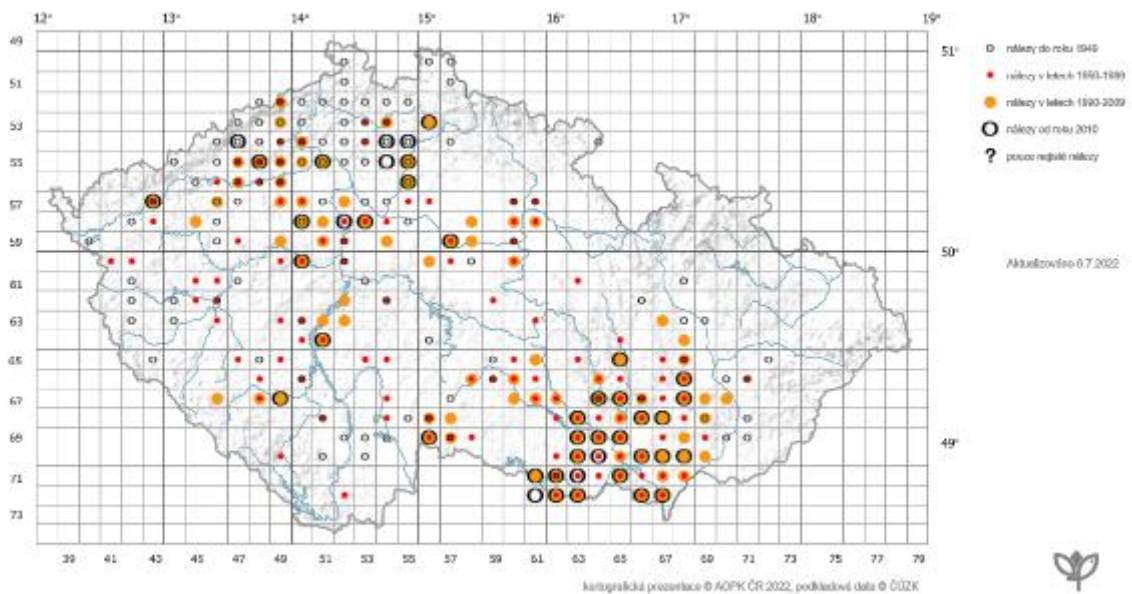 12° 13° 14° 15° 16° 17° 18° 19°
49
51° nálezy do roku 1949
51
nálezy v letech 1950-1989
53
nálezy v letech 1990-2009
nálezy od roku 2010
55
pouze nejisté nálezy
57
59
50° Aktualizováno 6.7.2022
61
63
65
67
69
49°
71
73
39 41 43 45 47 49 51 53 55 57 59 61 63 65 67 69 71 73 75 77 79
kartografická prezentace © AOPK ČR 2022, podkladová data © ČÚZK